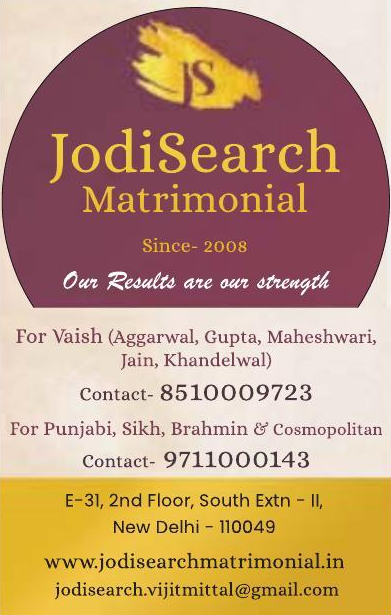 JS
JodiSearch
Matrimonial
Since- 2008
Our Results are our strength
For Vaish (Aggarwal, Gupta, Maheshwari,
Jain, Khandelwal)
Contact- 8510009723
For Punjabi, Sikh, Brahmin & Cosmopolitan
Contact- 9711000143
E-31, 2nd Floor, South Extn - II,
New Delhi - 110049
www.jodisearchmatrimonial.in
jodisearch.vijitmittal@gmail.com